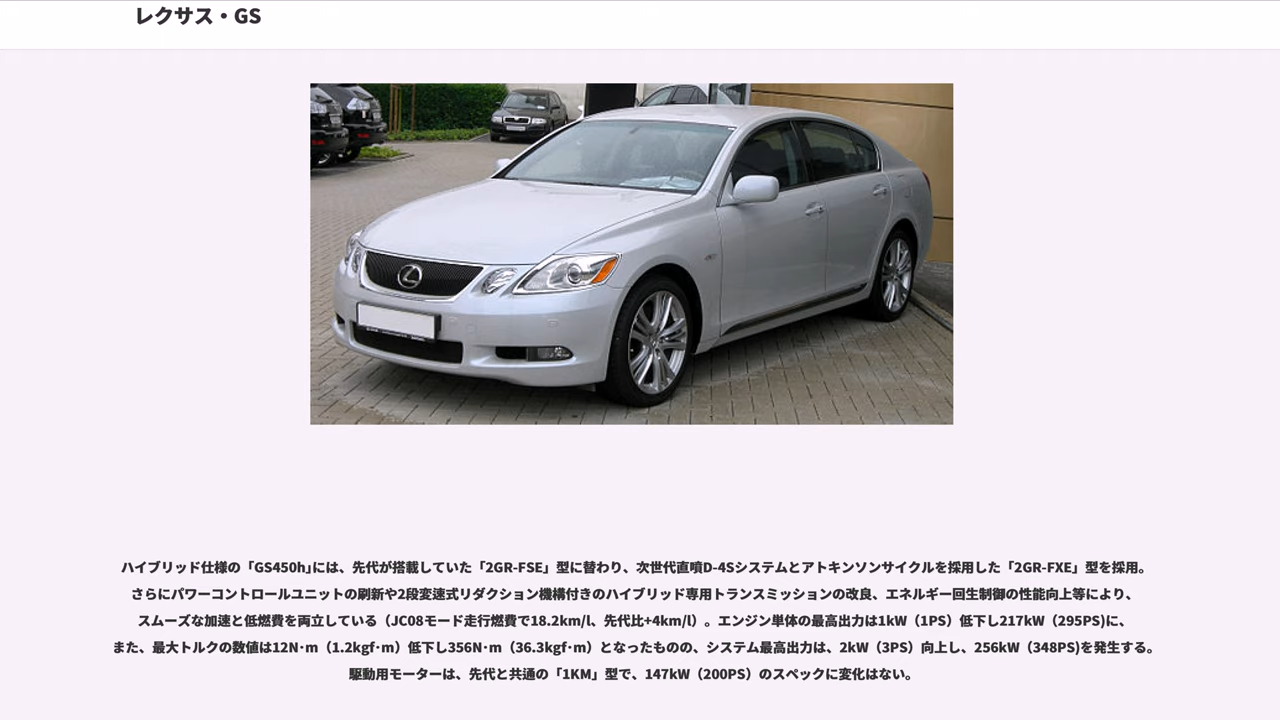 レクサス・GS
ハイブリッド仕様の「GS450h」には、先代が搭載していた「2GR-FSE」型に替わり、次世代直噴D-4Sシステムとアトキンソンサイクルを採用した「2GR-FXE」型を採用。
さらにパワーコントロールユニットの刷新や2段変速式リダクション機構付きのハイブリッド専用トランスミッションの改良、エネルギー回生制御の性能向上等により、
スムーズな加速と低燃費を両立している（JC08モード走行燃費で18.2km/l、先代比+4km/l）。エンジン単体の最高出力は1kW（1PS）低下し217kW（295PS)に、
また、最大トルクの数値は12N·m（1.2kgf·m）低下し356N·m（36.3kgf·m）となったものの、システム最高出力は、2kW（3PS）向上し、256kW（348PS)を発生する。
駆動用モーターは、先代と共通の「1KM」型で、147kW（200PS）のスペックに変化はない。